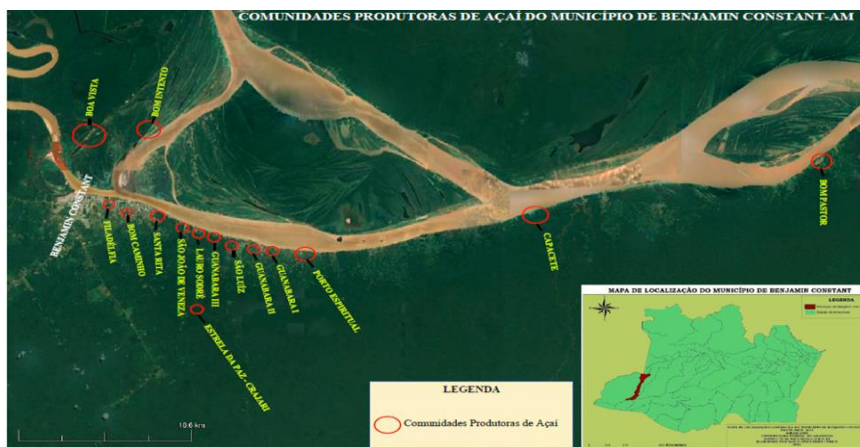 COMUNIDADES PRODUTORAS DE AÇAÍ DO MUNICÍPIO DE BENJAMIN CONSTANT-AM
BOA VISTA
BOM INTENTO
BENJAMIN CONSTANT
FILADÉLFIA
BOM CAMINHO
SANTA RITA
SÃO JOÃO DE VENEZA
LAURO SODRÉ
GUANABARA III
SÃO LUÍZ
GUANABARA II
GUANABARA I
PORTO ESPIRITUAL
CAPACETE
BOM PASTOR
ESTRELA DA PAZ - CRAJARI
10.6 km
LEGENDA
Comunidades Produtoras de Açaí
MAPA DE LOCALIZAÇÃO DO MUNICÍPIO DE BENJAMIN CONSTANT
LEGENDA